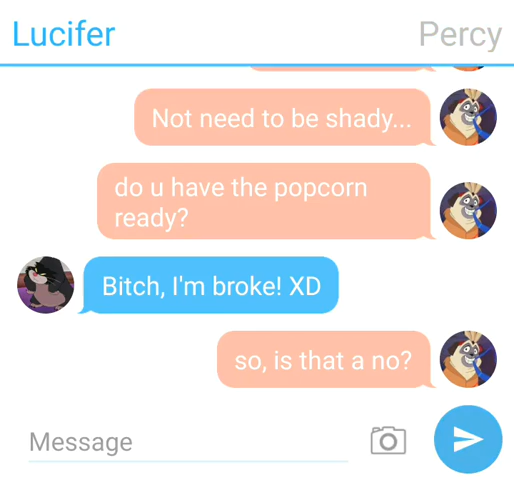 Lucifer
Percy
Not need to be shady...
do u have the popcorn
ready?
Bitch, I'm broke! XD
so, is that a no?
Message